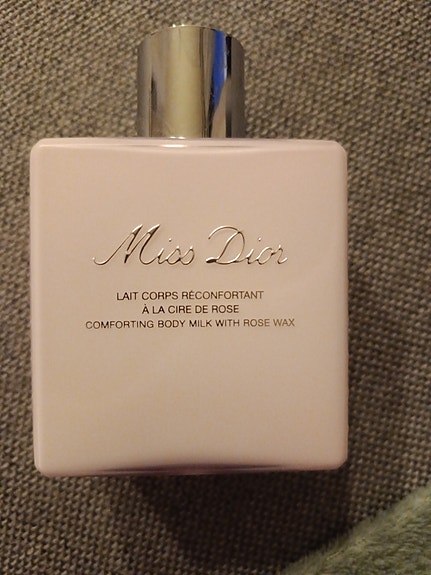 Miss Dior
LAIT CORPS RÉCONFORTANT
À LA CIRE DE ROSE
COMFORTING BODY MILK WITH ROSE WAX